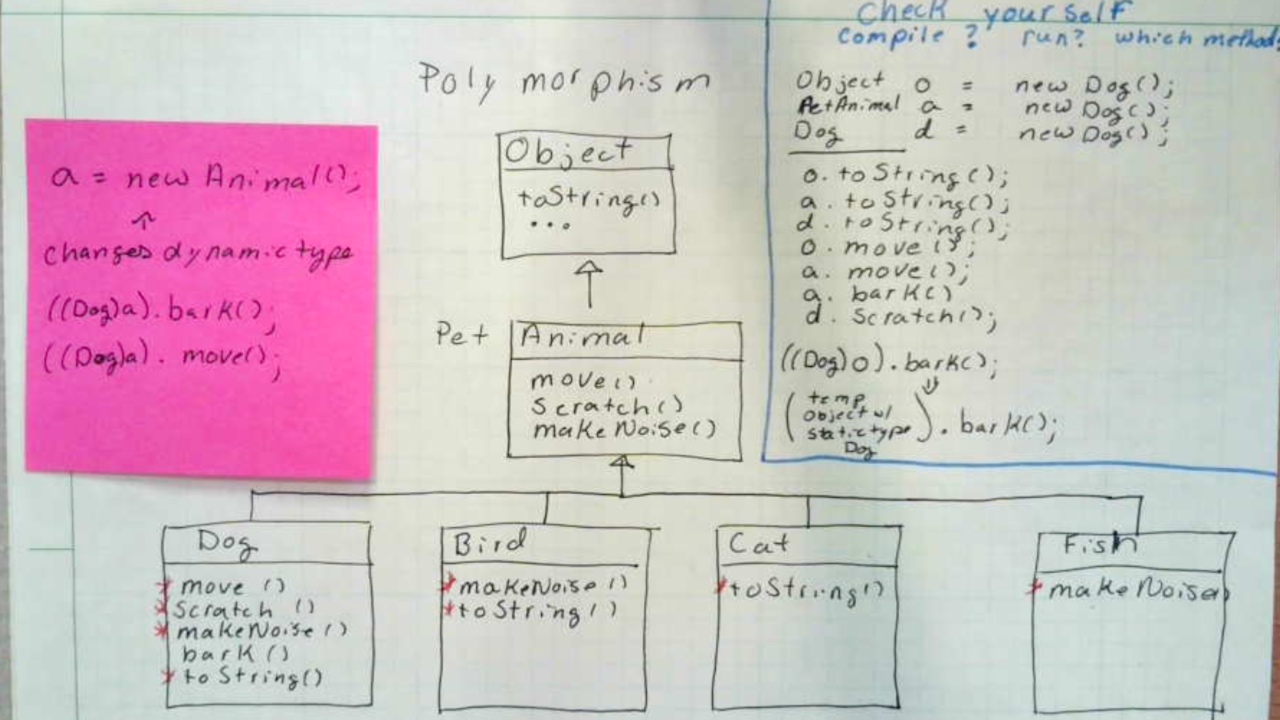 Check yourself
compile? run? which method?
Polymorphism
Object o = new Dog();
PetAnimal a = new Dog();
Dog d = new Dog();
o.toString();
a.toString();
d.toString();
o.move();
a.move();
a.bark()
d.scratch();
((Dog)o).bark();
(temp
object w/
static type
Dog).bark();
a = new Animal();
changes dynamic type
((Dog)a).bark();
((Dog)a).move();
Object
toString()
...
Pet Animal
move()
scratch()
makeNoise()
Dog
* move()
* scratch()
* makeNoise()
bark()
* toString()
Bird
* makeNoise()
* toString()
Cat
* toString()
Fish
* makeNoise()